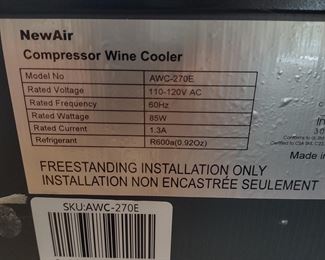 NewAir
Compressor Wine Cooler
Model No AWC-270E
Rated Voltage 110-120V AC
Rated Frequency 60Hz
Rated Wattage 85W
Rated Current 1.3A
Refrigerant R600a(0.92Oz)
Made in
FREESTANDING INSTALLATION ONLY
INSTALLATION NON ENCASTRÉE SEULEMENT
SKU:AWC-270E